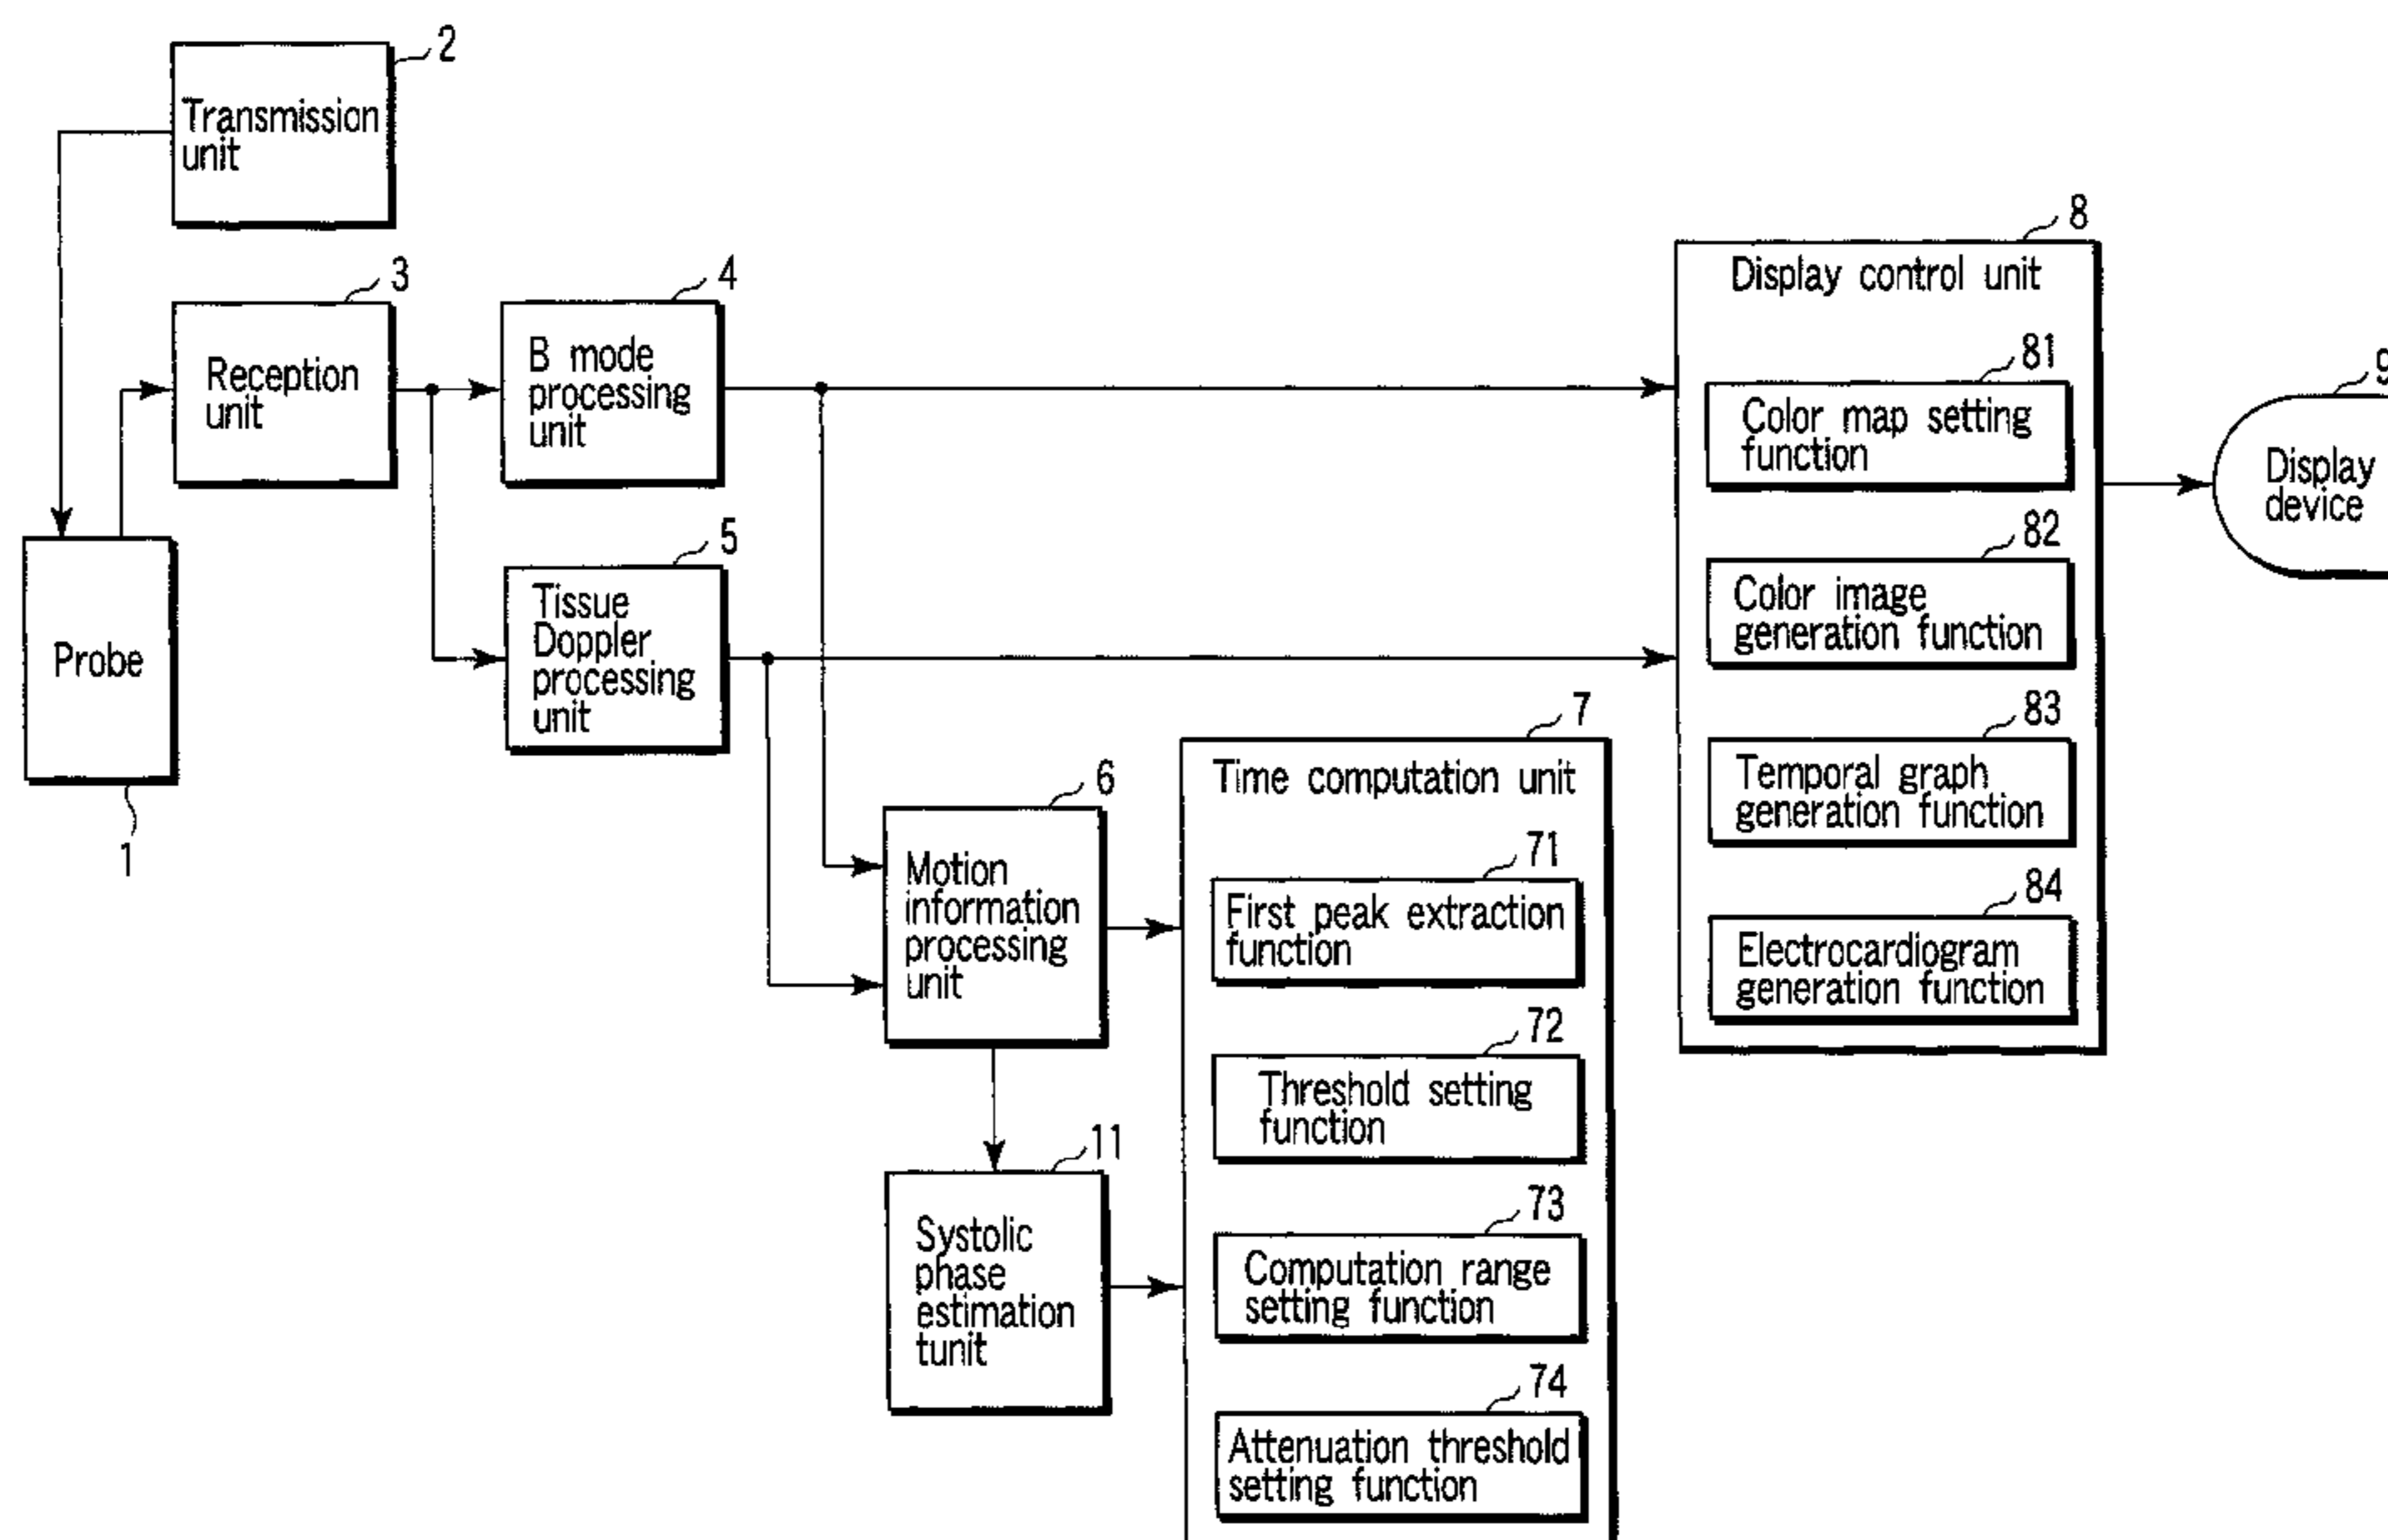 2
Transmission
unit
3
Reception
unit
4
B mode
processing
unit
5
Tissue
Doppler
processing
unit
Probe
1
6
Motion
information
processing
unit
11
Systolic
phase
estimation
tunit
7
Time computation unit
71
First peak extraction
function
72
Threshold setting
function
73
Computation range
setting function
74
Attenuation threshold
setting function
8
Display control unit
81
Color map setting
function
82
Color image
generation function
83
Temporal graph
generation function
84
Electrocardiogram
generation function
9
Display
device